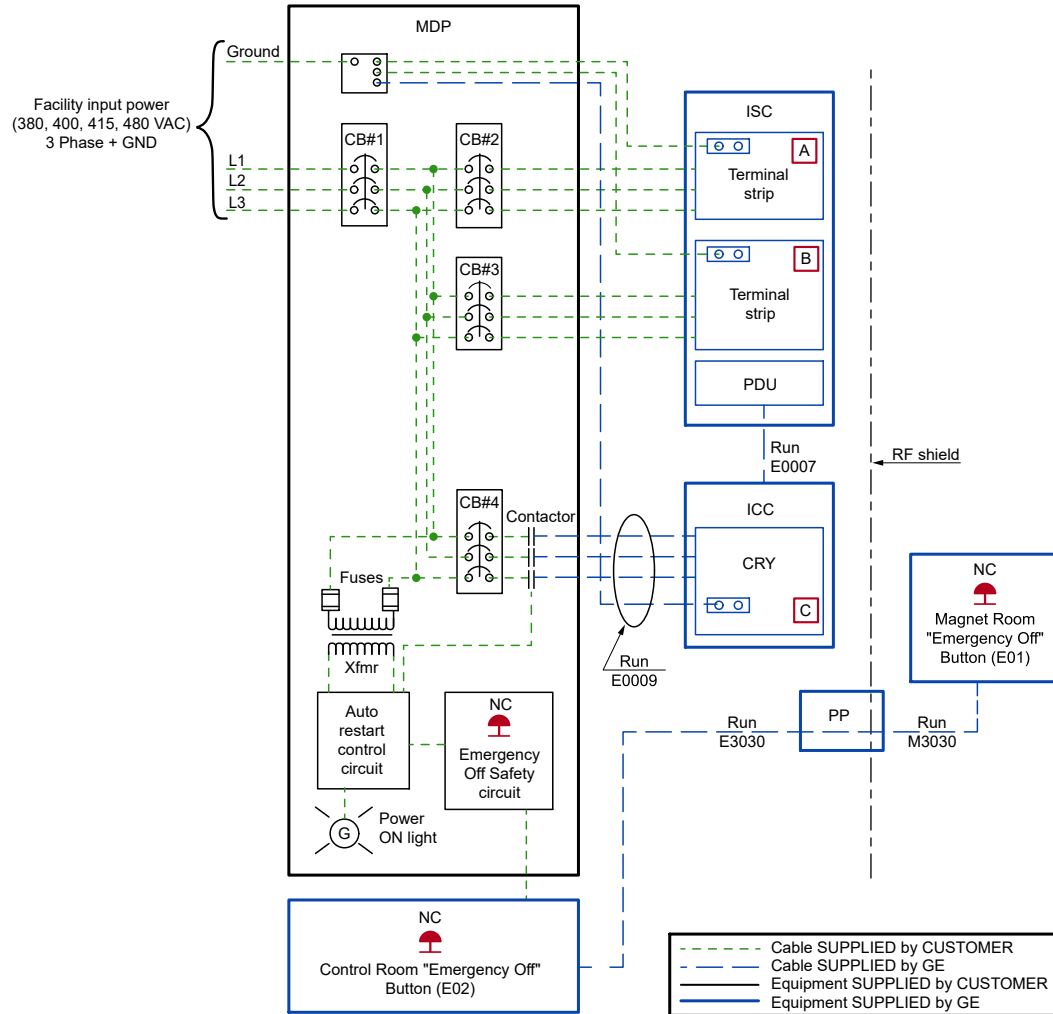 MDP
Ground
Facility input power
(380, 400, 415, 480 VAC)
3 Phase + GND
L1
L2
L3
CB#1
CB#2
CB#3
CB#4
Contactor
Fuses
Xfmr
Auto
restart
control
circuit
NC
Emergency
Off Safety
circuit
G
Power
ON light
ISC
A
Terminal
strip
B
Terminal
strip
PDU
Run
E0007
RF shield
ICC
CRY
C
Run
E0009
NC
Magnet Room
"Emergency Off"
Button (E01)
PP
Run
E3030
Run
M3030
NC
Control Room "Emergency Off"
Button (E02)
Cable SUPPLIED by CUSTOMER
Cable SUPPLIED by GE
Equipment SUPPLIED by CUSTOMER
Equipment SUPPLIED by GE